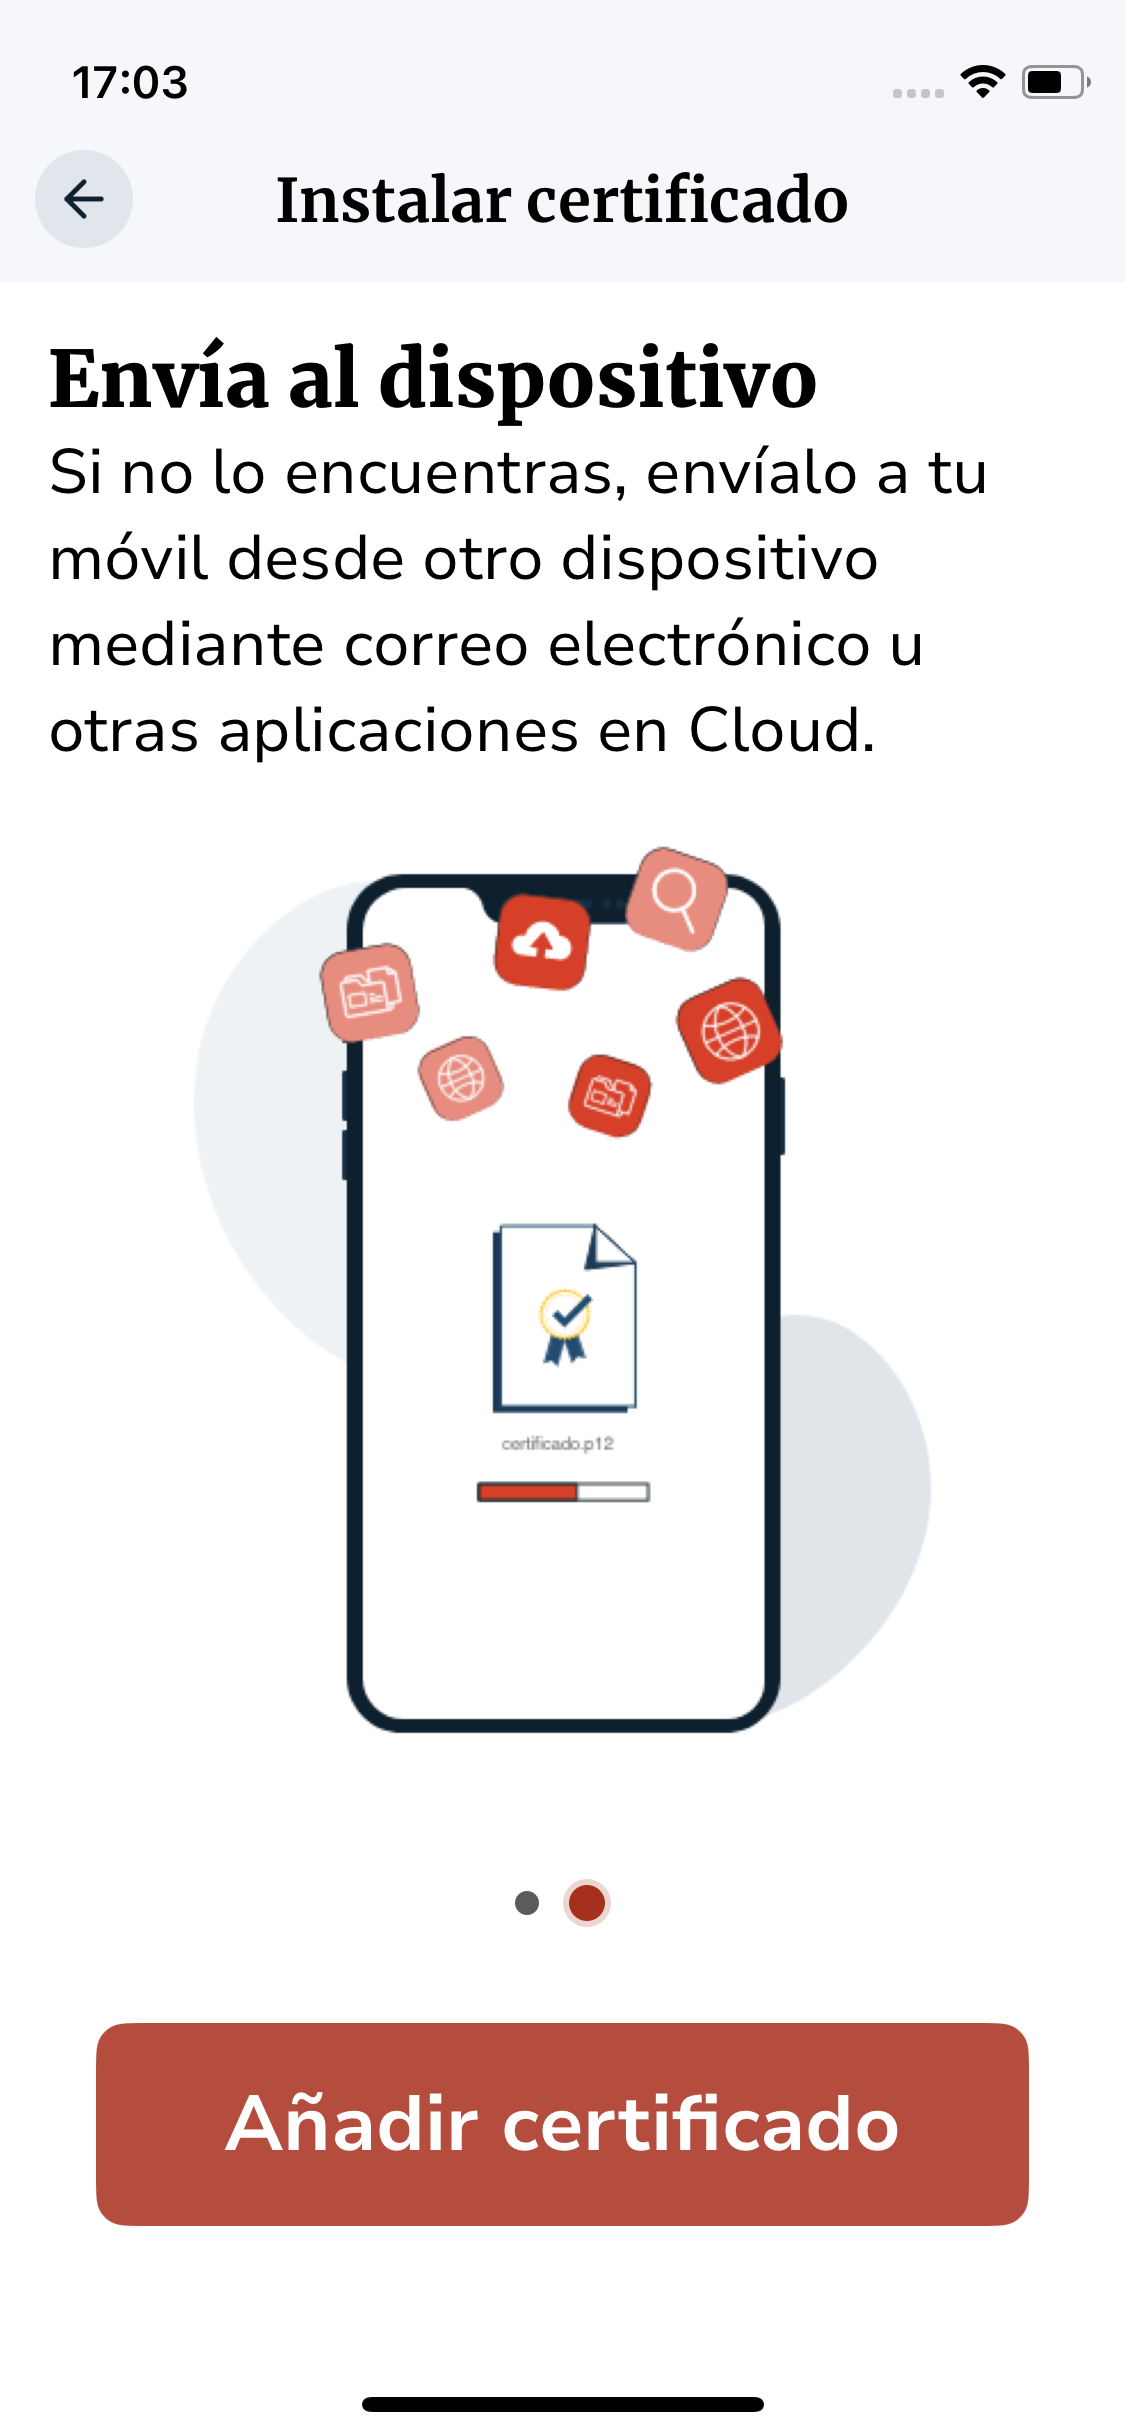 17:03
Instalar certificado
Envía al dispositivo
Si no lo encuentras, envíalo a tu
móvil desde otro dispositivo
mediante correo electrónico u
otras aplicaciones en Cloud.
certificado.p12
Añadir certificado